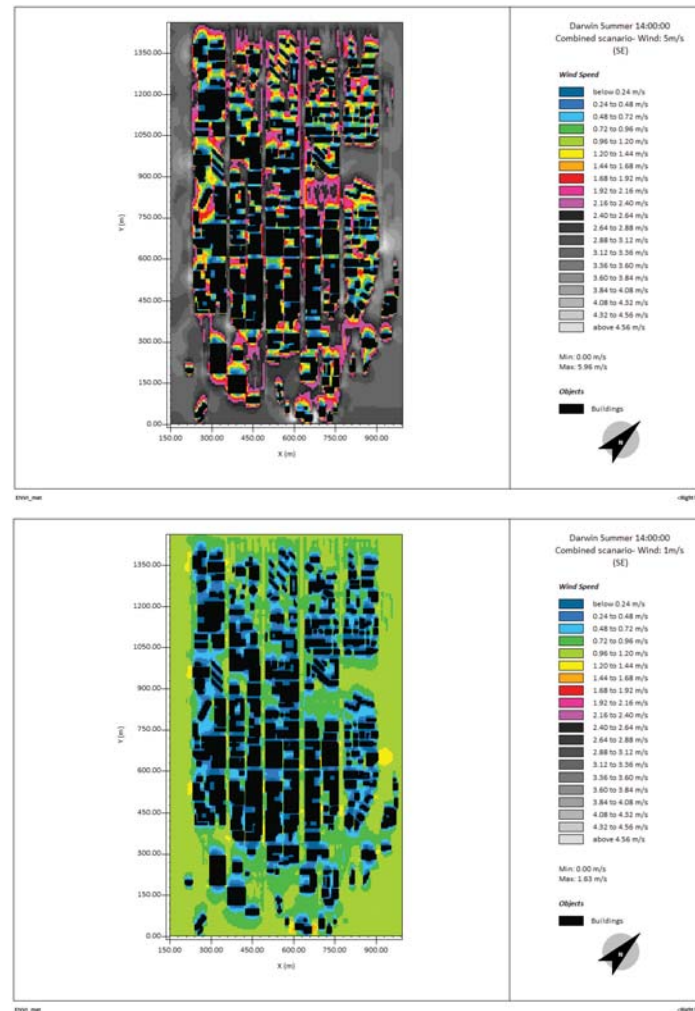 Darwin Summer 14:00:00
Combined scanario- Wind: 5m/s
(SE)
Wind Speed
below 0.24 m/s
0.24 to 0.48 m/s
0.48 to 0.72 m/s
0.72 to 0.96 m/s
0.96 to 1.20 m/s
1.20 to 1.44 m/s
1.44 to 1.68 m/s
1.68 to 1.92 m/s
1.92 to 2.16 m/s
2.16 to 2.40 m/s
2.40 to 2.64 m/s
2.64 to 2.88 m/s
2.88 to 3.12 m/s
3.12 to 3.36 m/s
3.36 to 3.60 m/s
3.60 to 3.84 m/s
3.84 to 4.08 m/s
4.08 to 4.32 m/s
4.32 to 4.56 m/s
above 4.56 m/s
Min: 0.00 m/s
Max: 5.96 m/s
Objects
Buildings
N
1350.00
1200.00
1050.00
900.00
750.00
600.00
450.00
300.00
150.00
0.00
Y (m)
150.00 300.00 450.00 600.00 750.00 900.00
X (m)
<Right
Darwin Summer 14:00:00
Combined scanario- Wind: 1m/s
(SE)
Wind Speed
below 0.24 m/s
0.24 to 0.48 m/s
0.48 to 0.72 m/s
0.72 to 0.96 m/s
0.96 to 1.20 m/s
1.20 to 1.44 m/s
1.44 to 1.68 m/s
1.68 to 1.92 m/s
1.92 to 2.16 m/s
2.16 to 2.40 m/s
2.40 to 2.64 m/s
2.64 to 2.88 m/s
2.88 to 3.12 m/s
3.12 to 3.36 m/s
3.36 to 3.60 m/s
3.60 to 3.84 m/s
3.84 to 4.08 m/s
4.08 to 4.32 m/s
4.32 to 4.56 m/s
above 4.56 m/s
Min: 0.00 m/s
Max: 1.63 m/s
Objects
Buildings
N
1350.00
1200.00
1050.00
900.00
750.00
600.00
450.00
300.00
150.00
0.00
Y (m)
150.00 300.00 450.00 600.00 750.00 900.00
X (m)
<Right